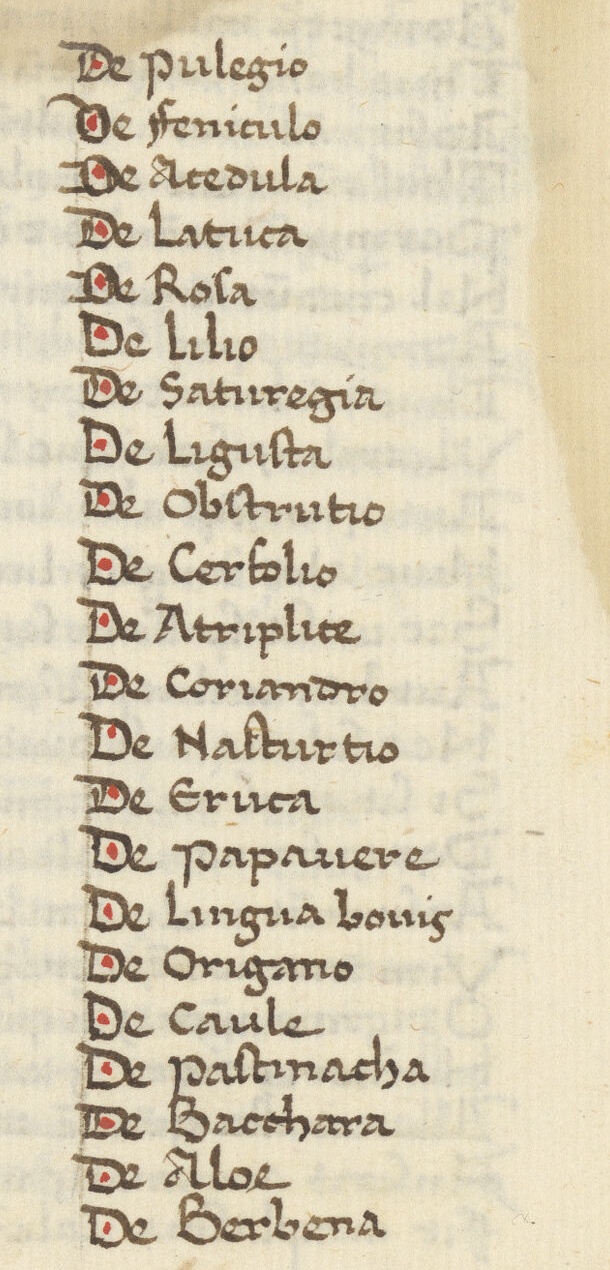 De pulegio
De feniculo
De Acedula
De Latuca
De Rosa
De Lilio
De Saturegia
De Ligusta
De Obstrutio
De Cerfolio
De Atriplice
De Coriandro
De Nasturtio
De Eruca
De papauere
De Lingua bouis
De Origano
De Caule
De pastinacha
De Bacchara
De Aloe
De Berbena